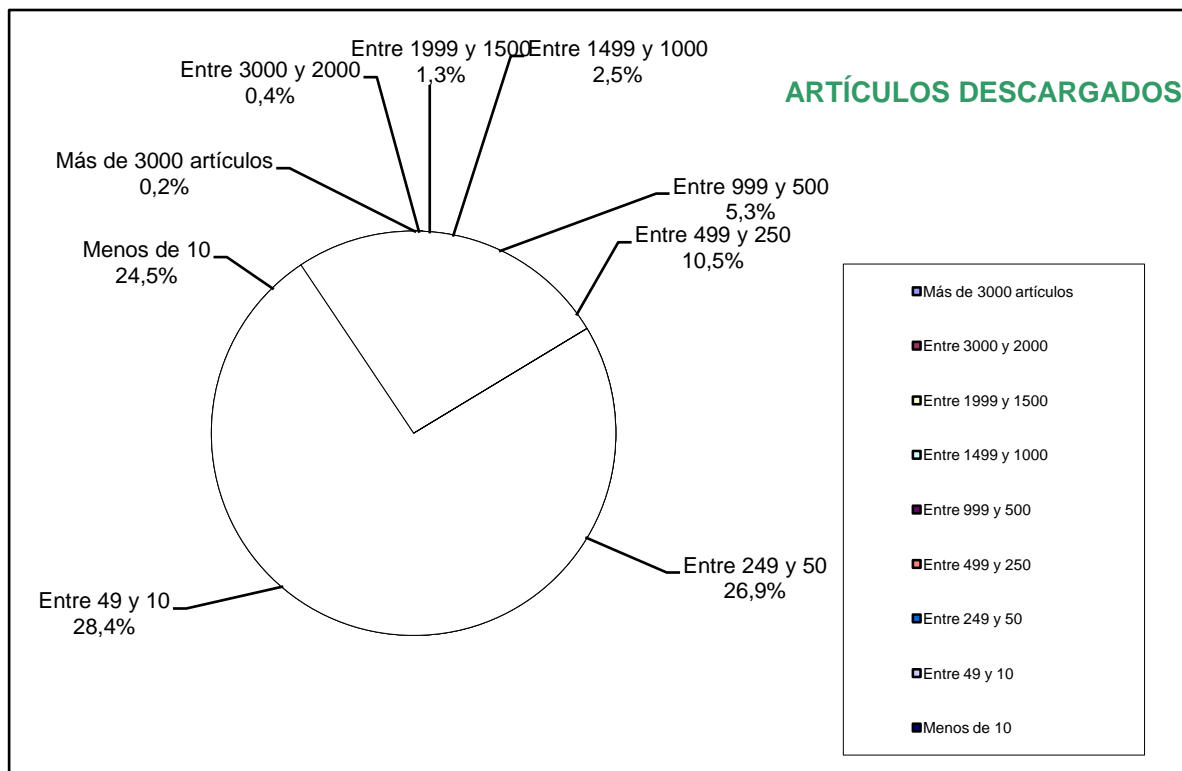 Entre 1999 y 1500
1,3%
Entre 1499 y 1000
2,5%
Entre 3000 y 2000
0,4%
ARTÍCULOS DESCARGADOS
Más de 3000 artículos
0,2%
Entre 999 y 500
5,3%
Entre 499 y 250
10,5%
Menos de 10
24,5%
Entre 249 y 50
26,9%
Entre 49 y 10
28,4%
Más de 3000 artículos
Entre 3000 y 2000
Entre 1999 y 1500
Entre 1499 y 1000
Entre 999 y 500
Entre 499 y 250
Entre 249 y 50
Entre 49 y 10
Menos de 10